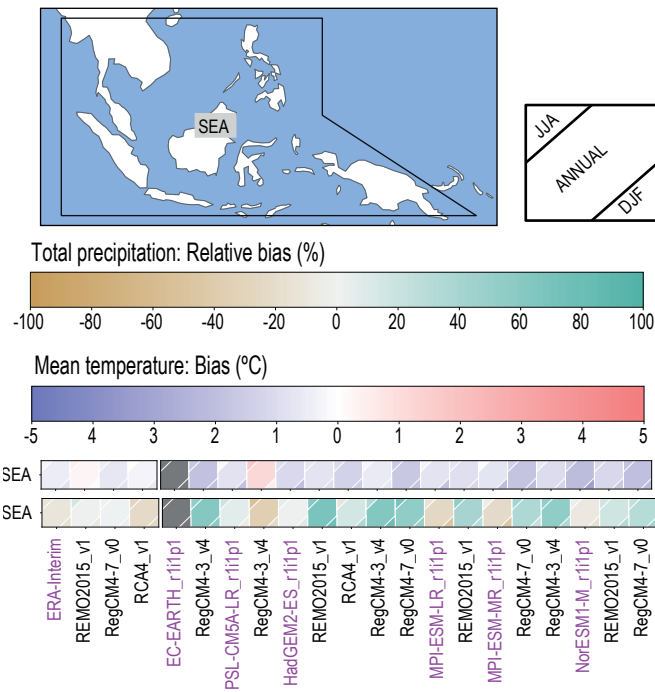 SEA
JJA
ANNUAL
DJF
Total precipitation: Relative bias (%)
-100 -80 -60 -40 -20 0 20 40 60 80 100
Mean temperature: Bias (ºC)
-5 4 3 2 1 0 1 2 3 4 5
SEA
SEA
ERA-Interim
REMO2015_v1
RegCM4-7_v0
RCA4_v1
EC-EARTH_r1i1p1
RegCM4-3_v4
PSL-CM5A-LR_r1i1p1
RegCM4-3_v4
HadGEM2-ES_r1i1p1
REMO2015_v1
RCA4_v1
RegCM4-3_v4
RegCM4-7_v0
MPI-ESM-LR_r1i1p1
REMO2015_v1
MPI-ESM-MR_r1i1p1
RegCM4-7_v0
RegCM4-3_v4
NorESM1-M_r1i1p1
REMO2015_v1
RegCM4-7_v0